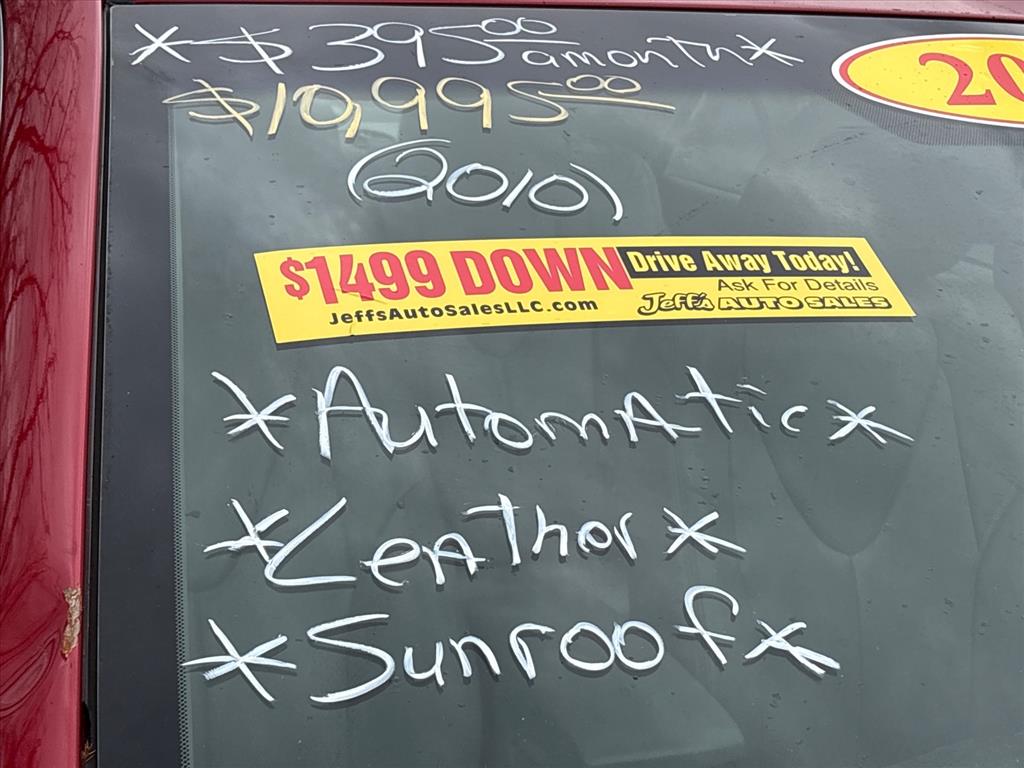 *$395.00 a month*
$10,995.00
(2010)
20
$1499 DOWN
Drive Away Today!
Ask For Details
JeffsAutoSalesLLC.com
Jeff's AUTO SALES
*Automatic*
*Leathor*
*Sunroof*